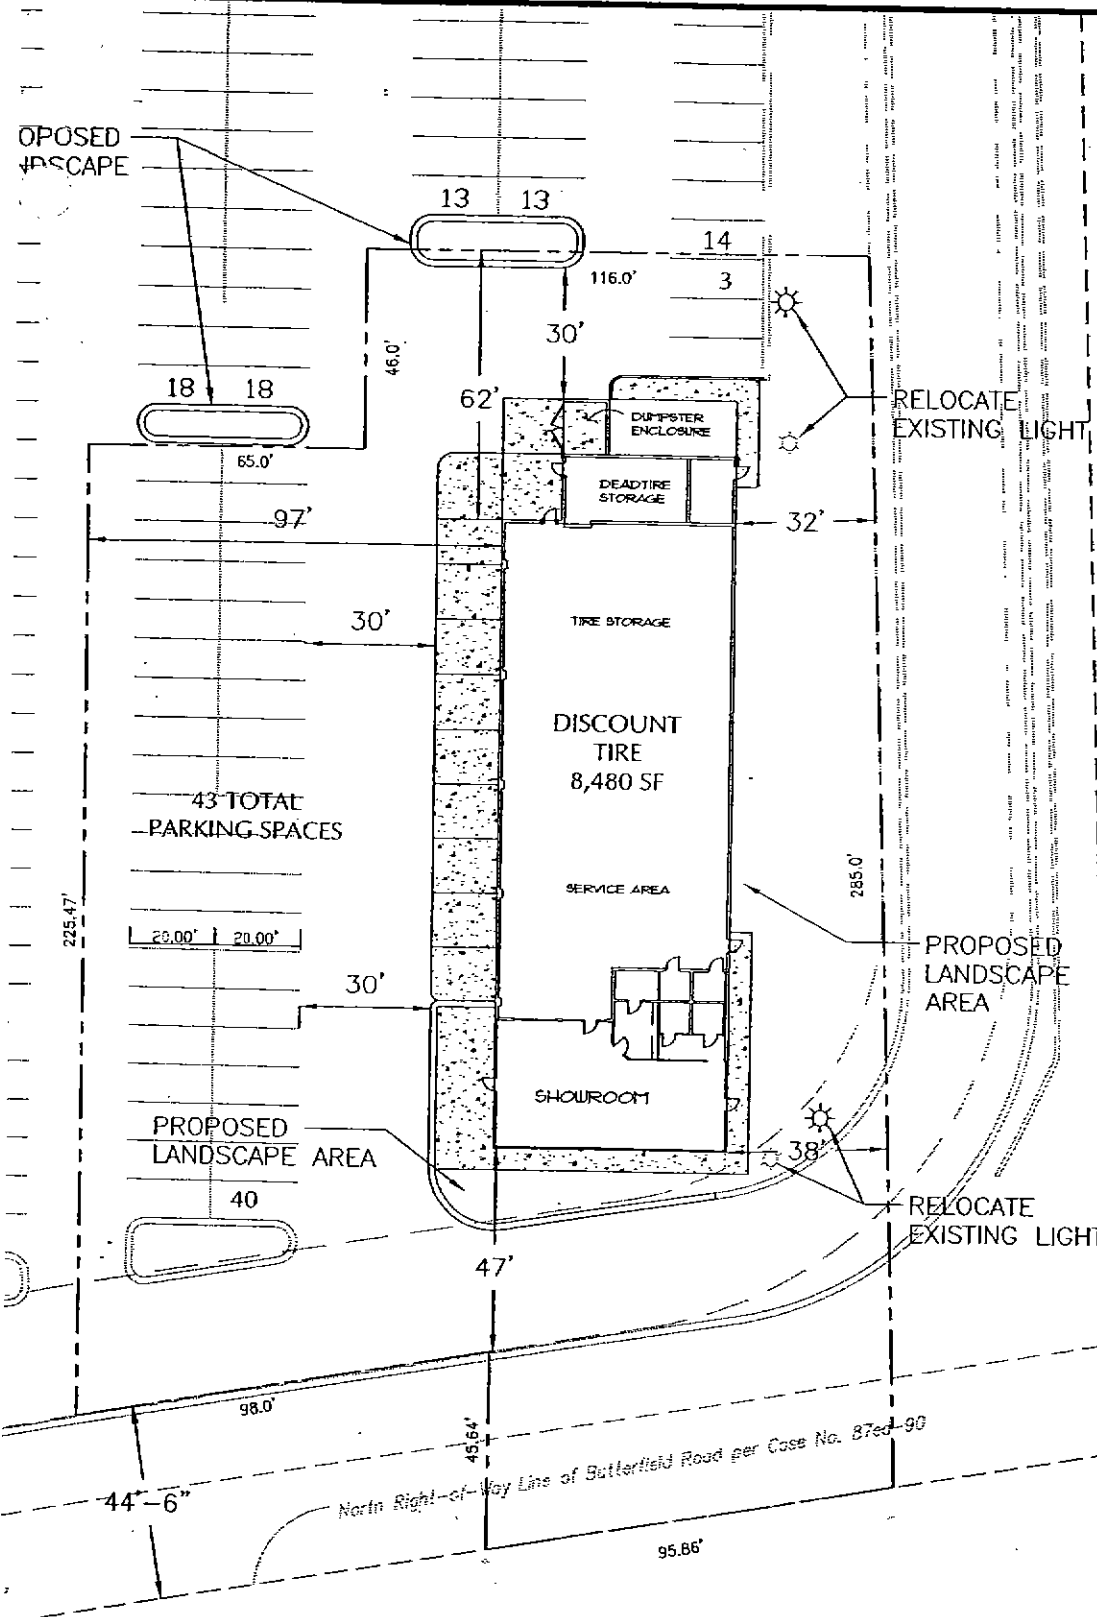 OPOSED
13 13
14
116.0'
3
30'
46.0'
18 18
62'
DUMPSTER
ENCLOSURE
RELOCATE
EXISTING LIGHT
65.0'
DEADTIRE
STORAGE
97'
32'
30'
TIRE STORAGE
DISCOUNT
TIRE
8,480 SF
43 TOTAL
PARKING SPACES
SERVICE AREA
285.0'
225.47'
20.00' 20.00'
PROPOSED
LANDSCAPE
AREA
30'
SHOWROOM
PROPOSED
LANDSCAPE AREA
38'
40
RELOCATE
EXISTING LIGHT
47'
98.0'
45.64'
44'-6"
North Right-of-Way Line of Butterfield Road per Case No. 87ed-90
95.86'